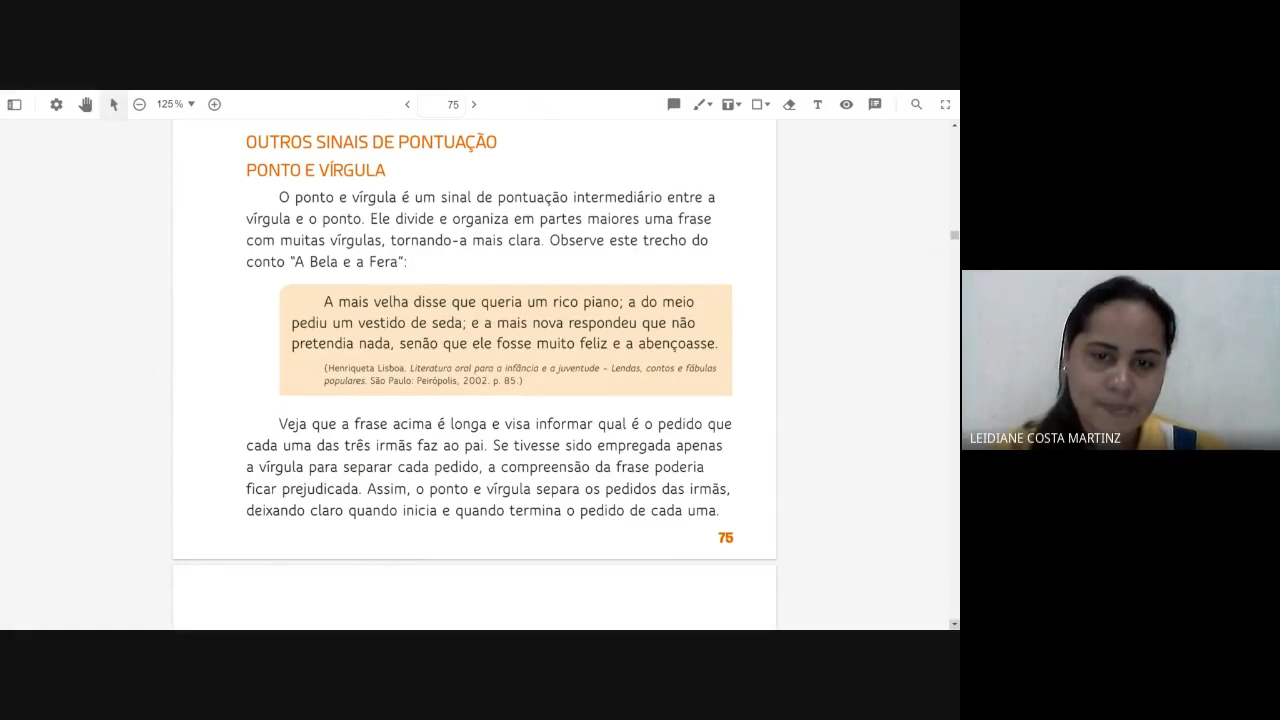 125%
75
OUTROS SINAIS DE PONTUAÇÃO
PONTO E VÍRGULA
O ponto e vírgula é um sinal de pontuação intermediário entre a
vírgula e o ponto. Ele divide e organiza em partes maiores uma frase
com muitas vírgulas, tornando-a mais clara. Observe este trecho do
conto “A Bela e a Fera”:
A mais velha disse que queria um rico piano; a do meio
pediu um vestido de seda; e a mais nova respondeu que não
pretendia nada, senão que ele fosse muito feliz e a abençoasse.
(Henriqueta Lisboa. Literatura oral para a infância e a juventude – Lendas, contos e fábulas
populares. São Paulo: Peirópolis, 2002. p. 85.)
Veja que a frase acima é longa e visa informar qual é o pedido que
cada uma das três irmãs faz ao pai. Se tivesse sido empregada apenas
a vírgula para separar cada pedido, a compreensão da frase poderia
ficar prejudicada. Assim, o ponto e vírgula separa os pedidos das irmãs,
deixando claro quando inicia e quando termina o pedido de cada uma.
75
LEIDIANE COSTA MARTINZ